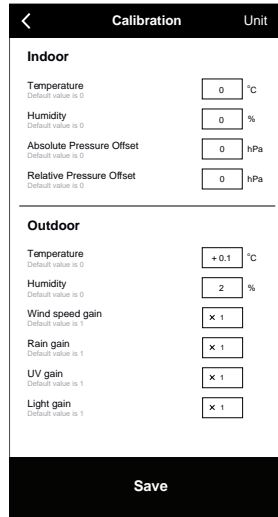 Calibration Unit
Indoor
Temperature 0 °C
Default value is 0
Humidity 0 %
Default value is 0
Absolute Pressure Offset 0 hPa
Default value is 0
Relative Pressure Offset 0 hPa
Default value is 0
Outdoor
Temperature + 0.1 °C
Default value is 0
Humidity 2 %
Default value is 0
Wind speed gain × 1
Default value is 1
Rain gain × 1
Default value is 1
UV gain × 1
Default value is 1
Light gain × 1
Default value is 1
Save